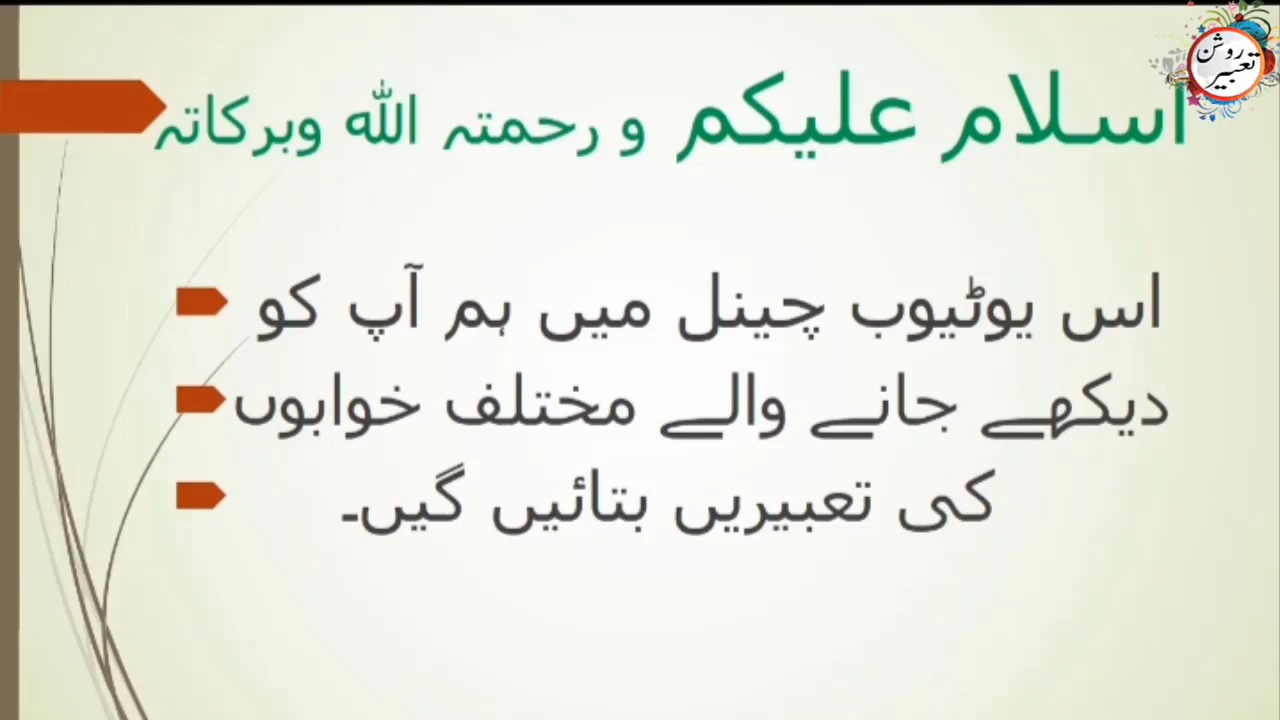 اسلام علیکم و رحمتہ اللہ وبرکاتہ
اس یوٹیوب چینل میں ہم آپ کو
دیکھے جانے والے مختلف خوابوں
کی تعبیریں بتائیں گیں۔
روشن
تعبیر